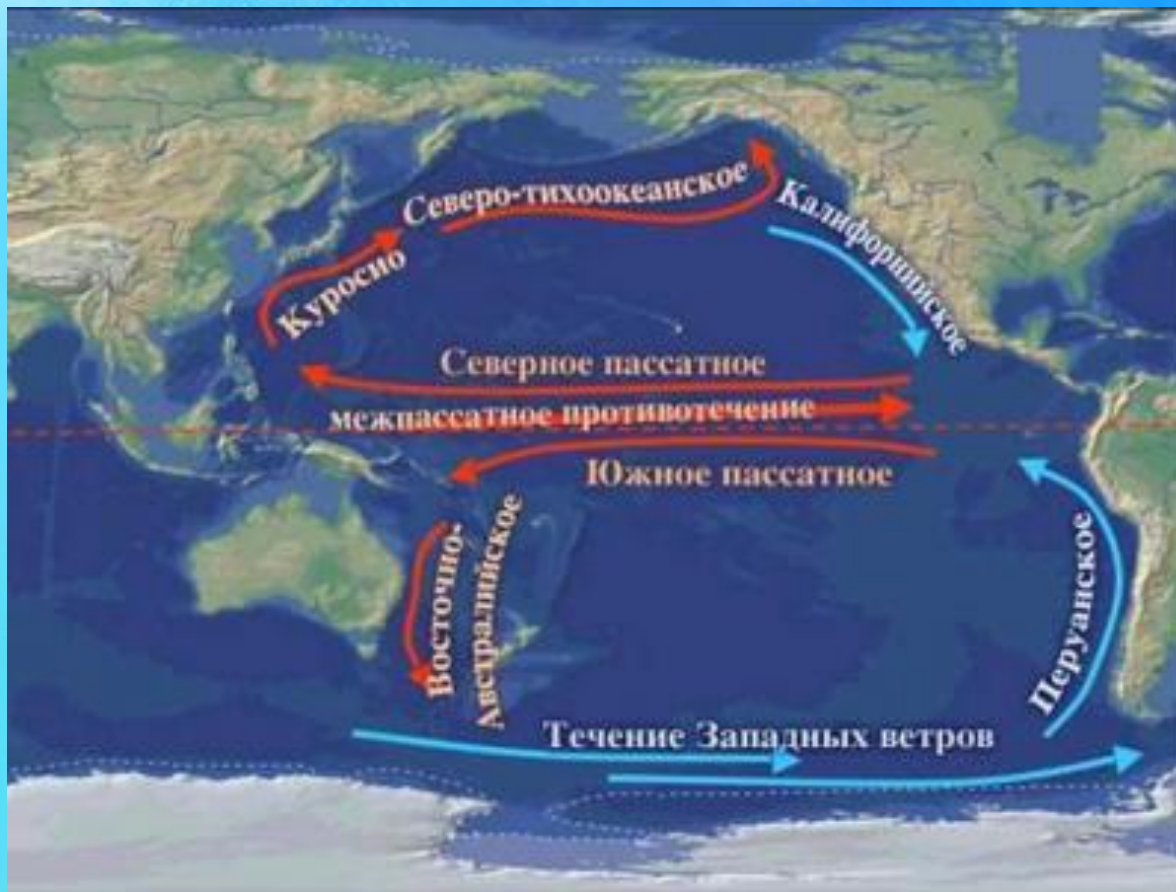 Северо-тихоокеанское
Куросио
Калифорнийское
Северное пассатное
межпассатное противотечение
Южное пассатное
Восточно-
Австралийское
Перуанское
Течение Западных ветров